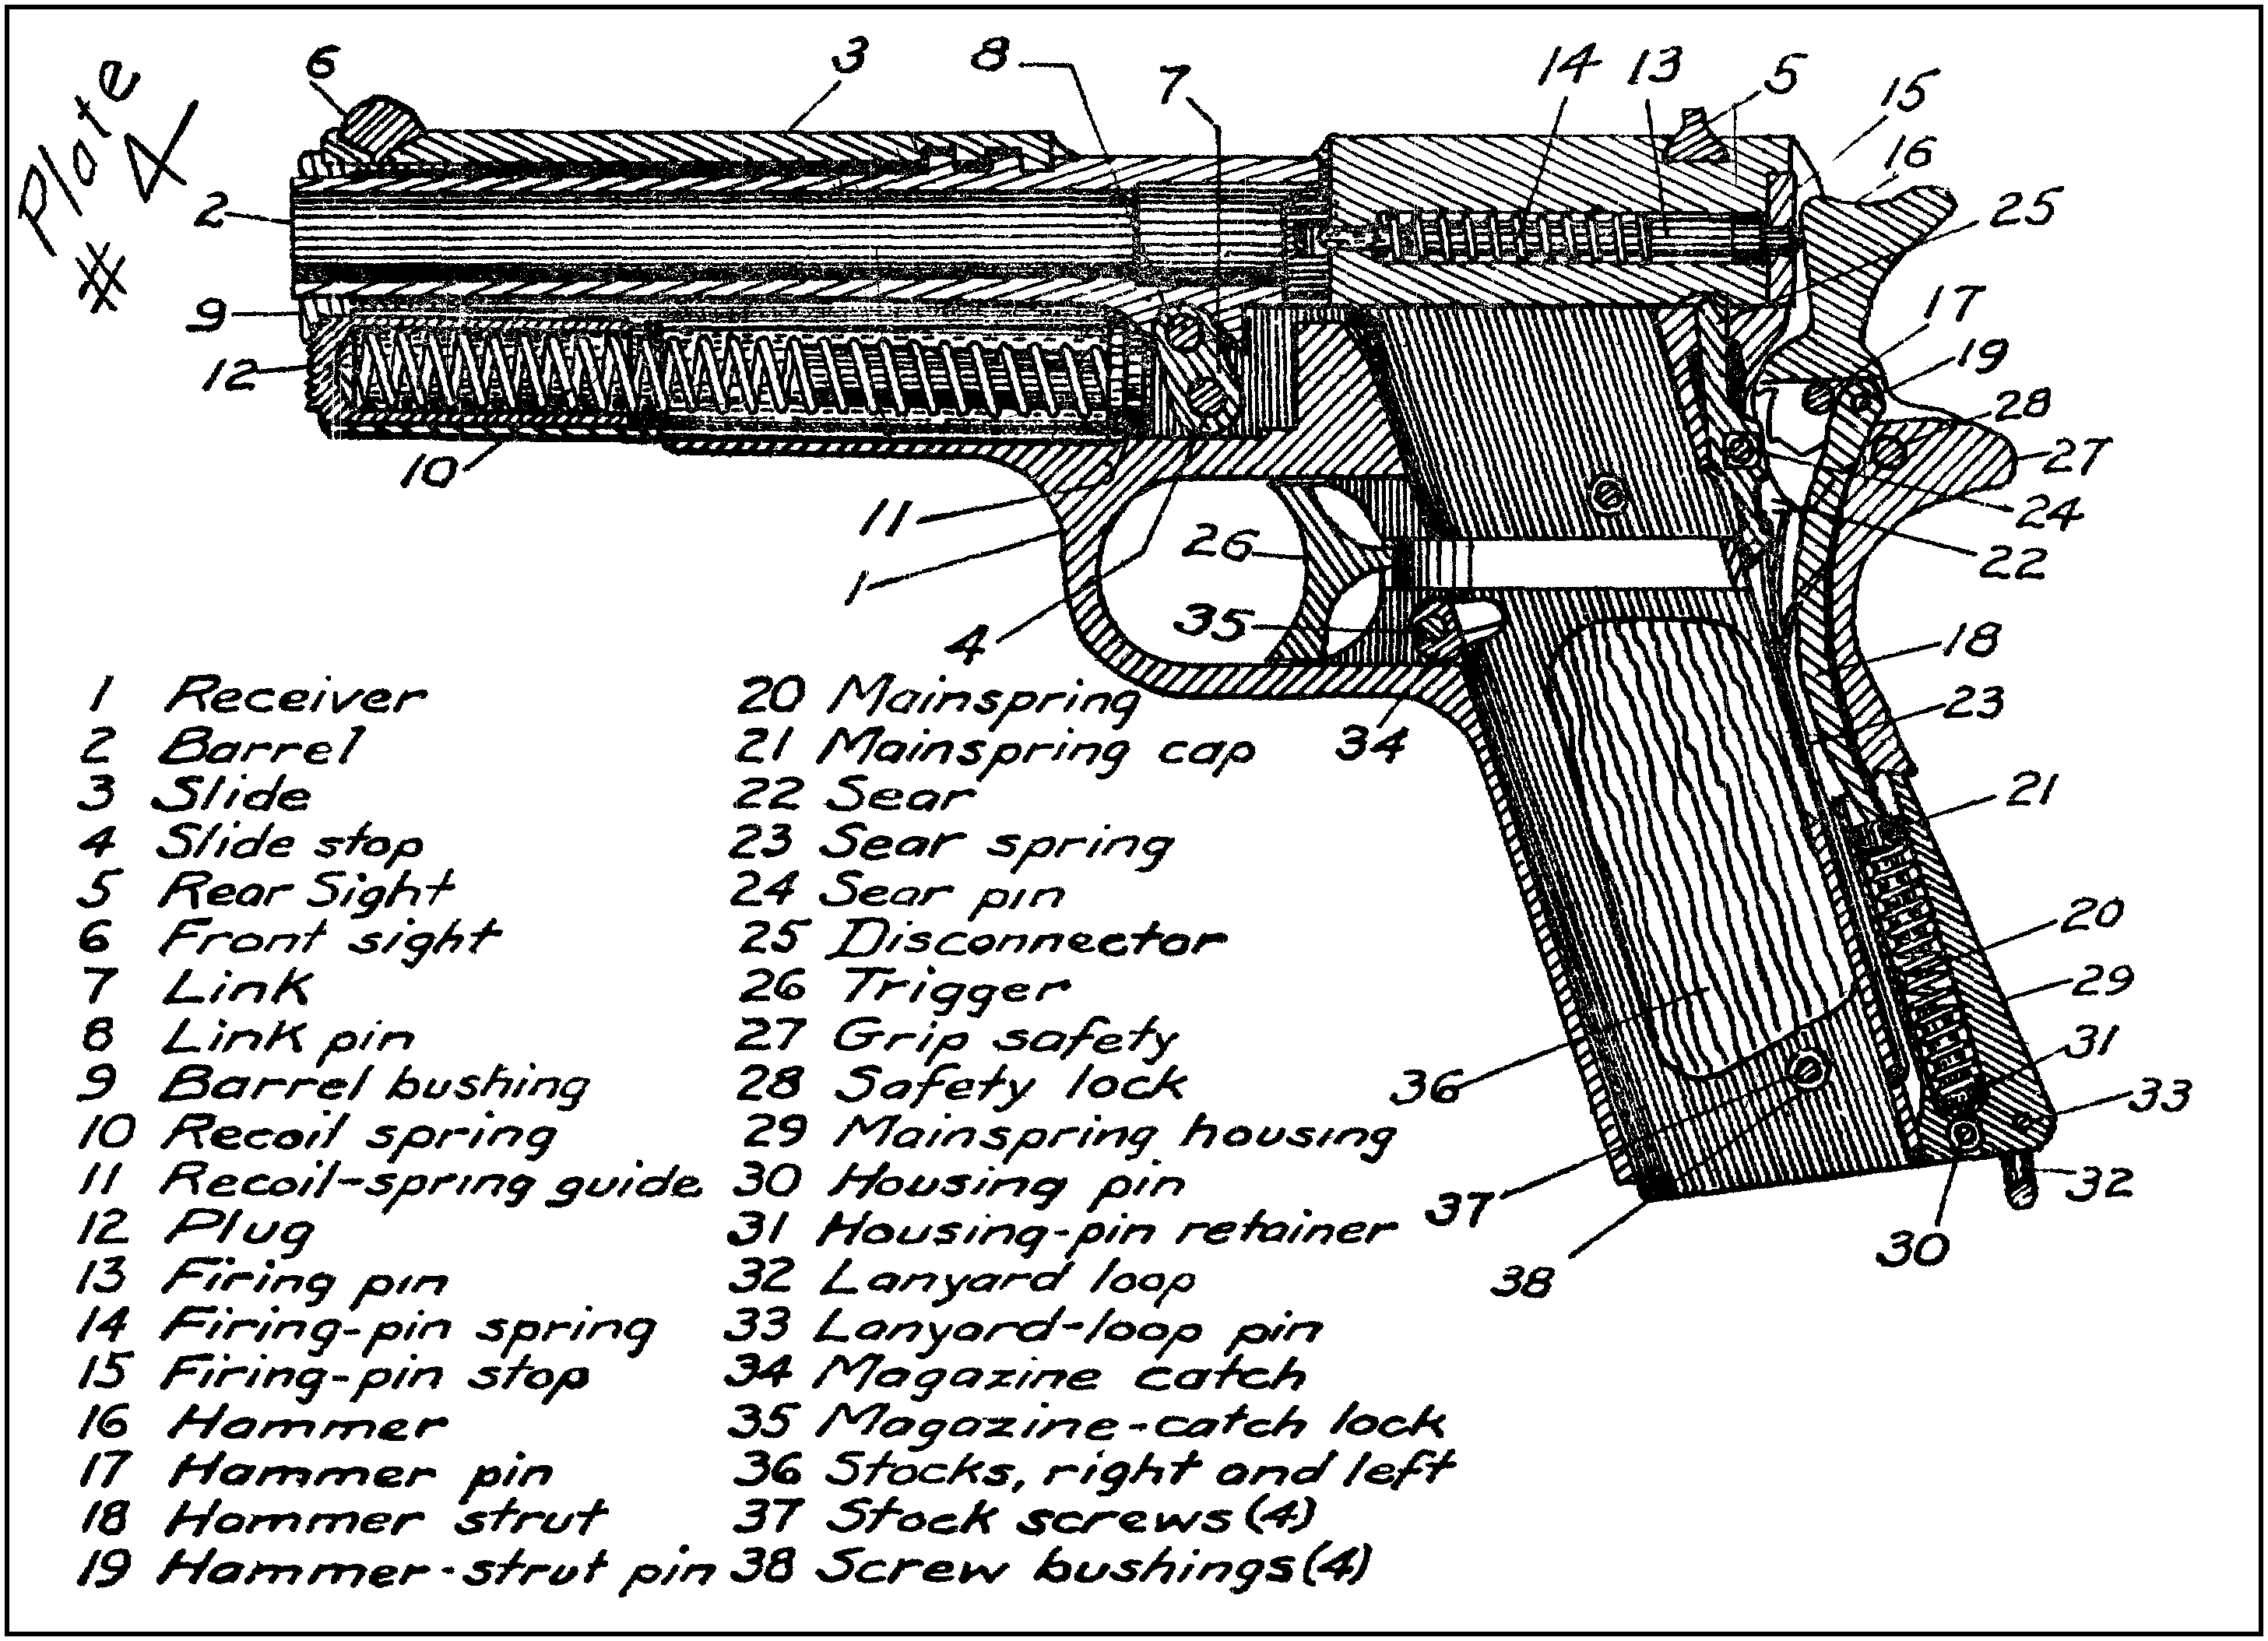 Plate
# 4
6
3
8
7
14
13
5
15
16
2
25
9
17
12
19
28
10
27
11
24
26
22
1
35
4
18
23
34
21
20
29
36
31
33
37
32
30
38
1 Receiver
2 Barrel
3 Slide
4 Slide stop
5 Rear Sight
6 Front sight
7 Link
8 Link pin
9 Barrel bushing
10 Recoil spring
11 Recoil-spring guide
12 Plug
13 Firing pin
14 Firing-pin spring
15 Firing-pin stop
16 Hammer
17 Hammer pin
18 Hammer strut
19 Hammer-strut pin
20 Mainspring
21 Mainspring cap
22 Sear
23 Sear spring
24 Sear pin
25 Disconnector
26 Trigger
27 Grip safety
28 Safety lock
29 Mainspring housing
30 Housing pin
31 Housing-pin retainer
32 Lanyard loop
33 Lanyard-loop pin
34 Magazine catch
35 Magazine-catch lock
36 Stocks, right and left
37 Stock screws (4)
38 Screw bushings (4)